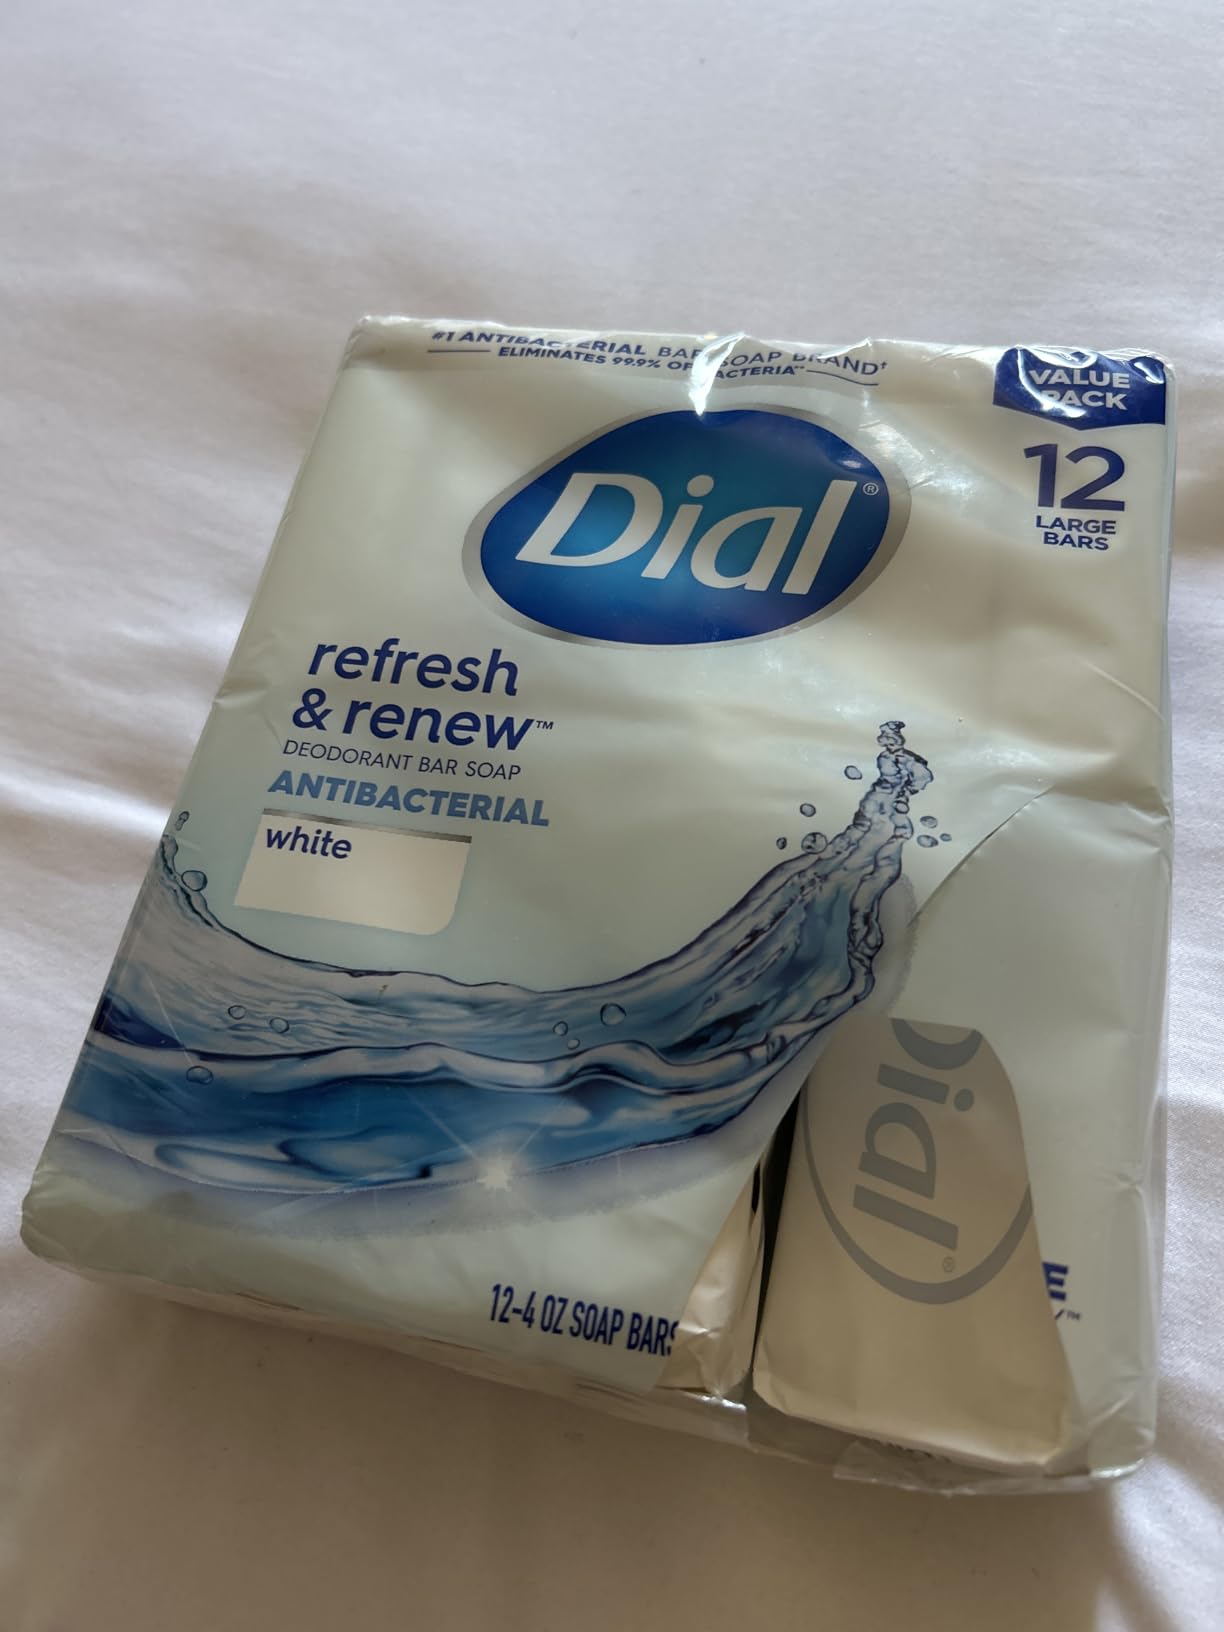 #1 ANTIBACTERIAL BAR SOAP BRAND†
ELIMINATES 99.9% OF BACTERIA**
VALUE
PACK
12
LARGE
BARS
Dial®
refresh
& renew™
DEODORANT BAR SOAP
ANTIBACTERIAL
white
Dial®
E
™
12-4 OZ SOAP BARS